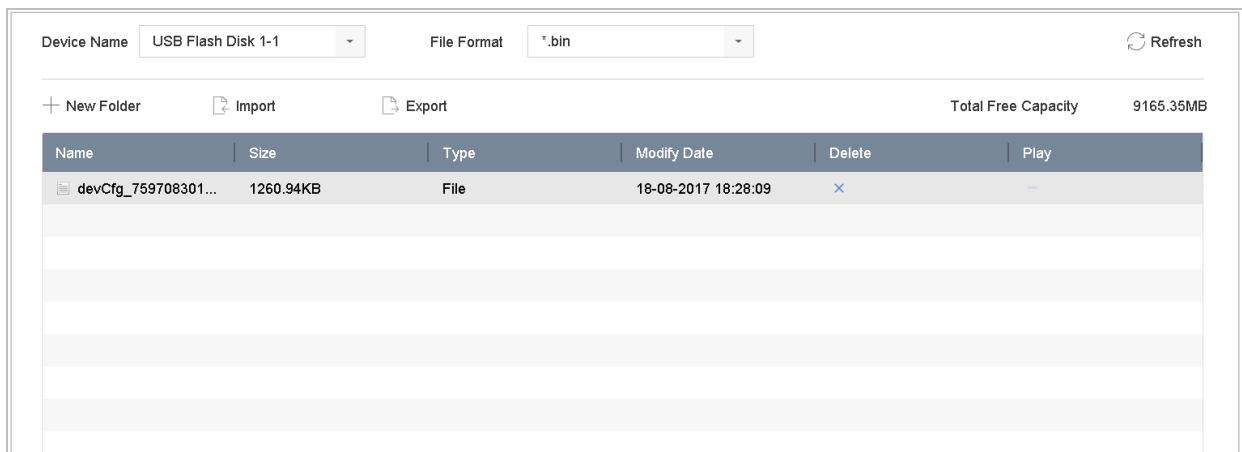 Device Name USB Flash Disk 1-1 File Format *.bin Refresh
New Folder Import Export Total Free Capacity 9165.35MB
Name Size Type Modify Date Delete Play
devCfg_759708301... 1260.94KB File 18-08-2017 18:28:09